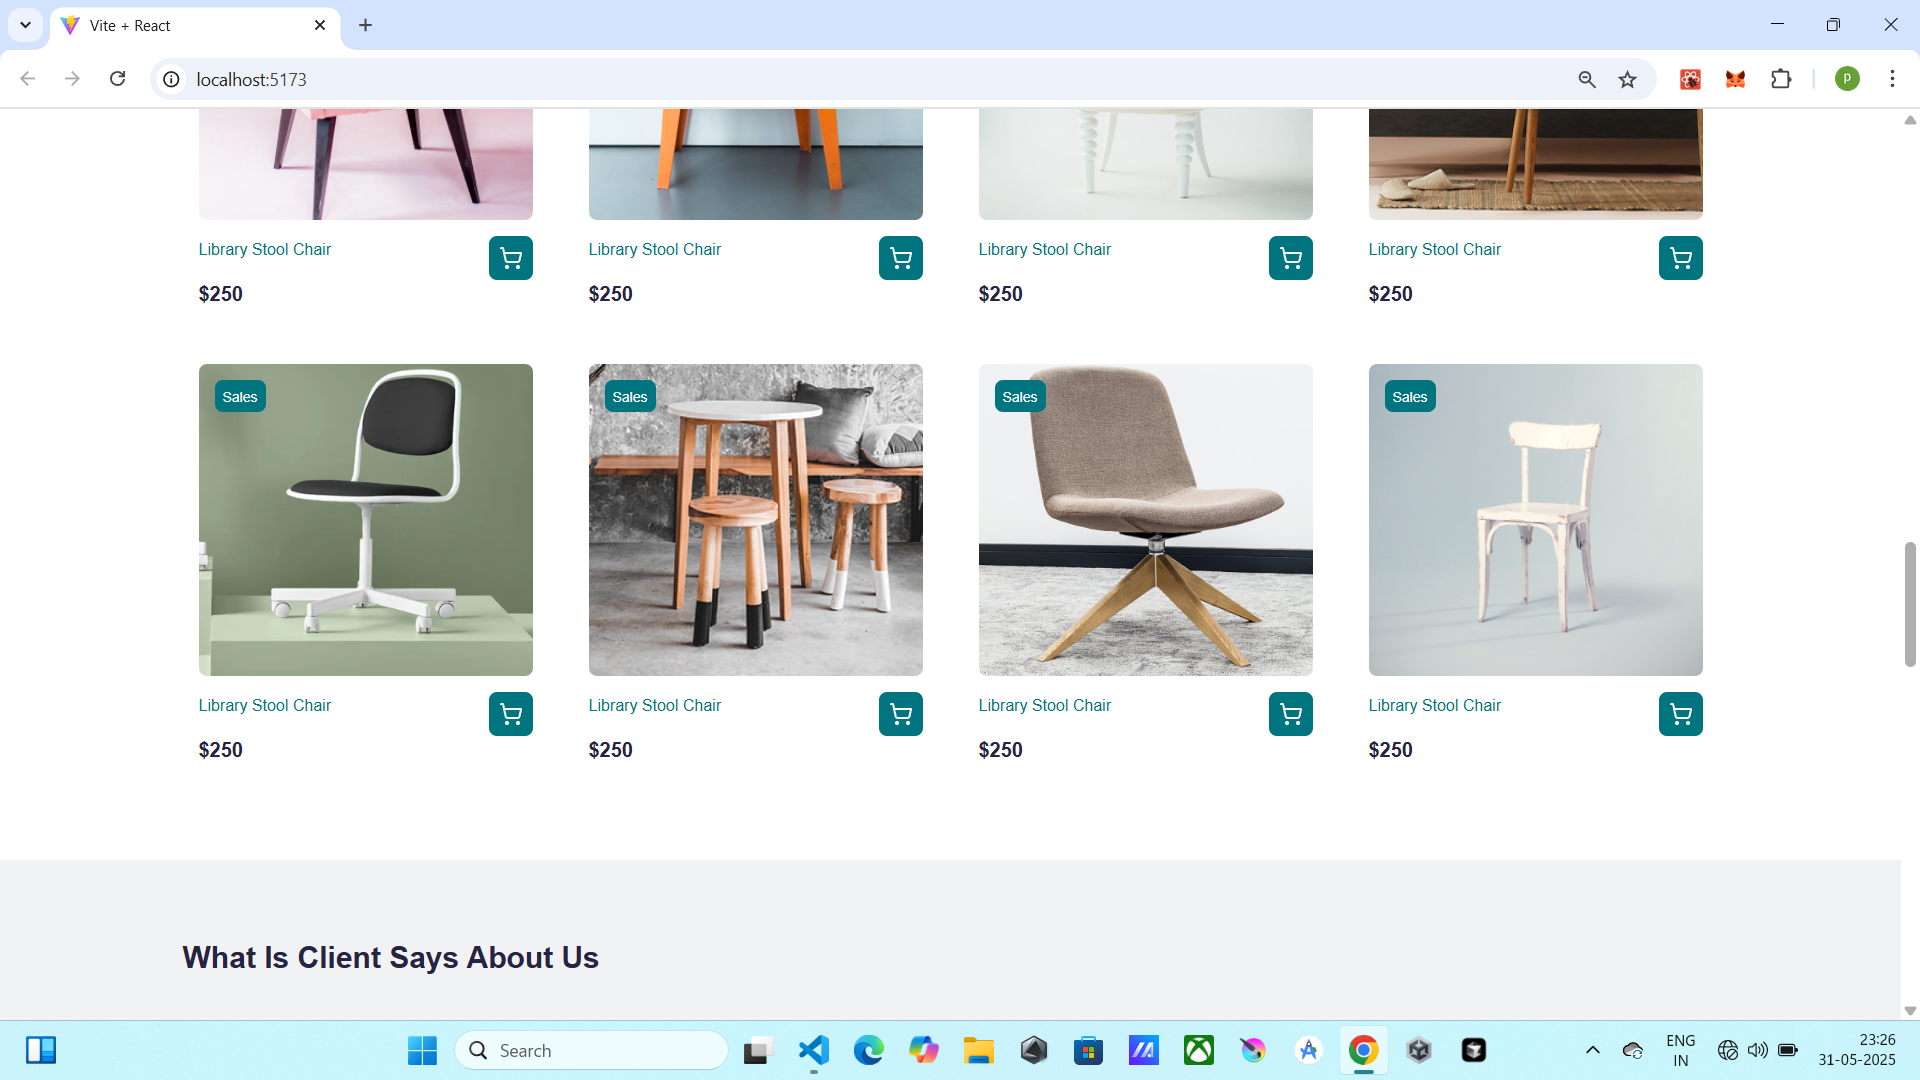 Vite + React
localhost:5173
P
Library Stool Chair
$250
Library Stool Chair
$250
Library Stool Chair
$250
Library Stool Chair
$250
Sales
Sales
Sales
Sales
Library Stool Chair
$250
Library Stool Chair
$250
Library Stool Chair
$250
Library Stool Chair
$250
What Is Client Says About Us
Search
ENG
IN
23:26
31-05-2025